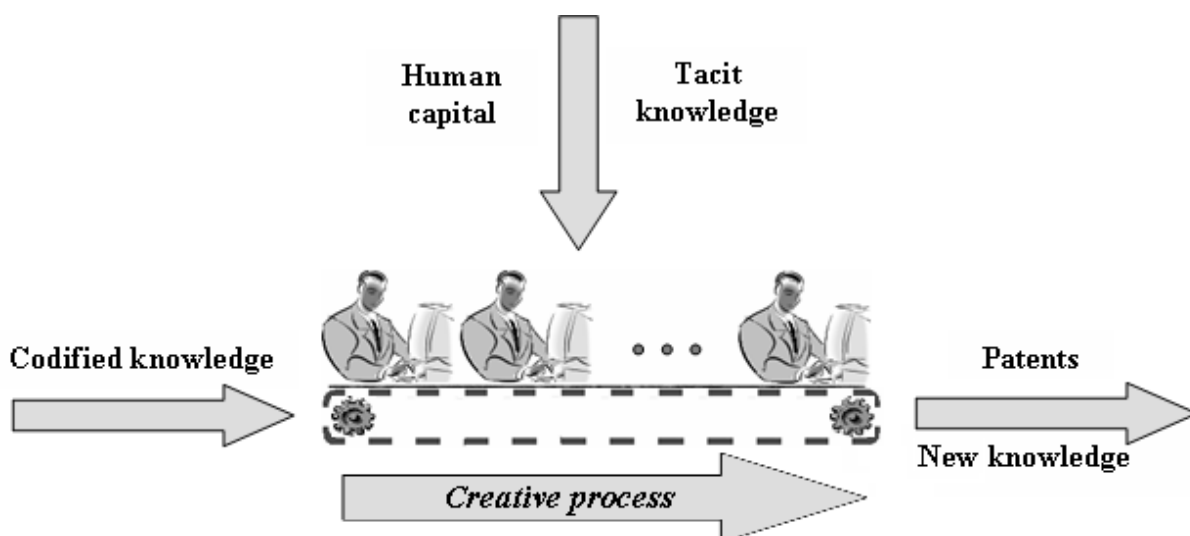 Human
capital
Tacit
knowledge
Codified knowledge
Patents
New knowledge
Creative process